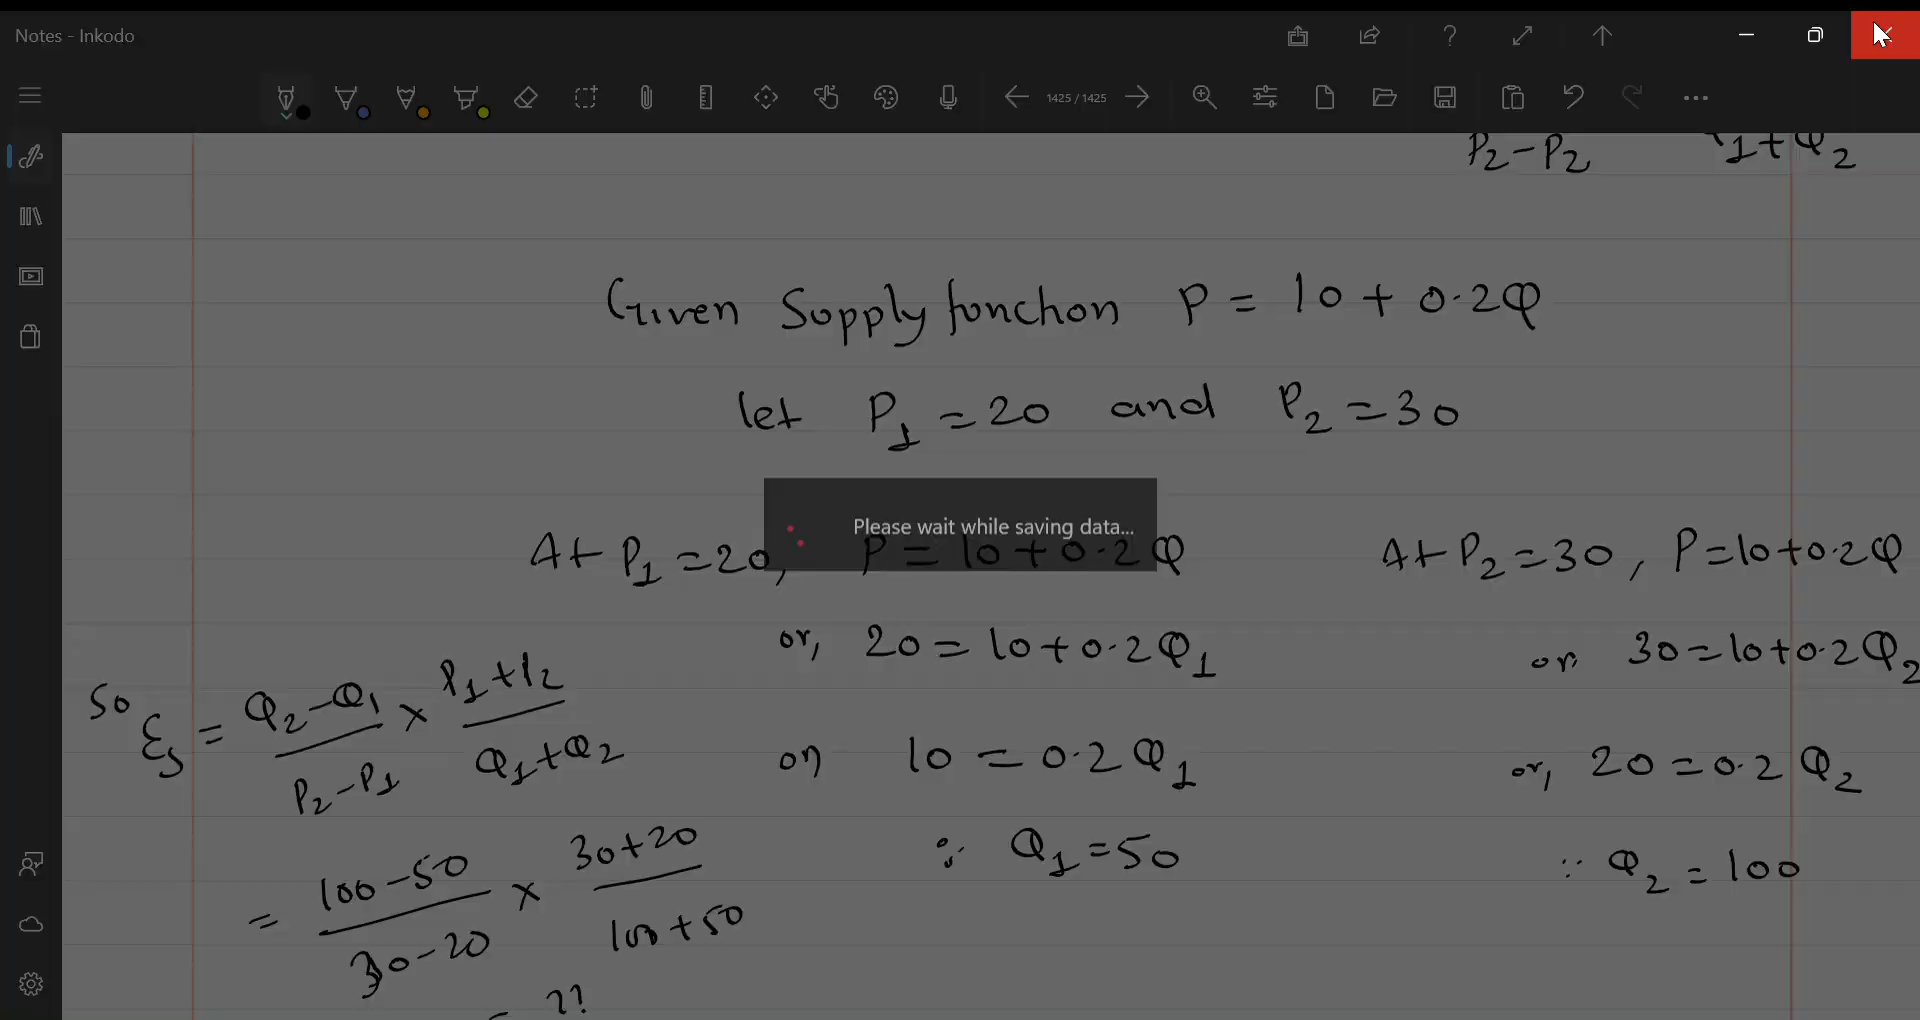 Notes - Inkodo
1425 / 1425
P2-P2 Q1+Q2
Given Supply function P = 10 + 0.2Q
let P1 = 20 and P2 = 30
Please wait while saving data...
At P1 = 20, P = 10 + 0.2Q
or, 20 = 10 + 0.2Q1
or 10 = 0.2Q1
∵ Q1 = 50
At P2 = 30, P = 10 + 0.2Q
or, 30 = 10 + 0.2Q2
or, 20 = 0.2 Q2
∵ Q2 = 100
So Es = Q2-Q1 / P2-P1 × P1+P2 / Q1+Q2
= 100-50 / 30-20 × 30+20 / 100+50
= ??